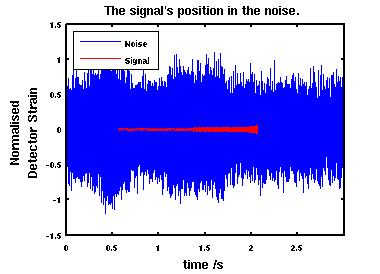 The signal's position in the noise.
1.5
Noise
Signal
1
0.5
0
-0.5
-1
-1.5
Normalised
Detector Strain
0 0.5 1 1.5 2 2.5
time /s